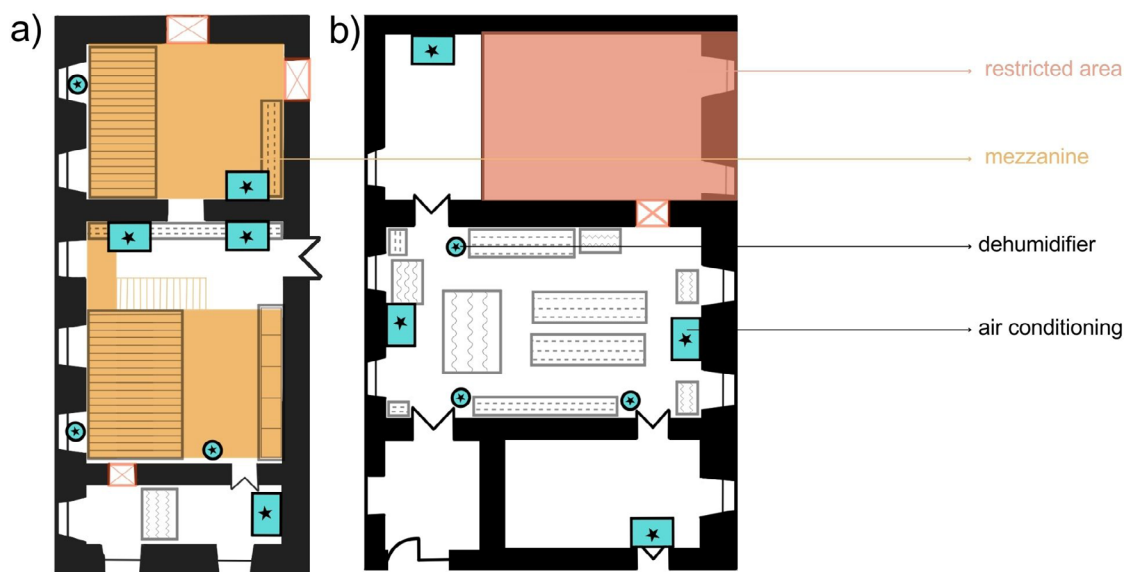 a)
b)
restricted area
mezzanine
dehumidifier
air conditioning